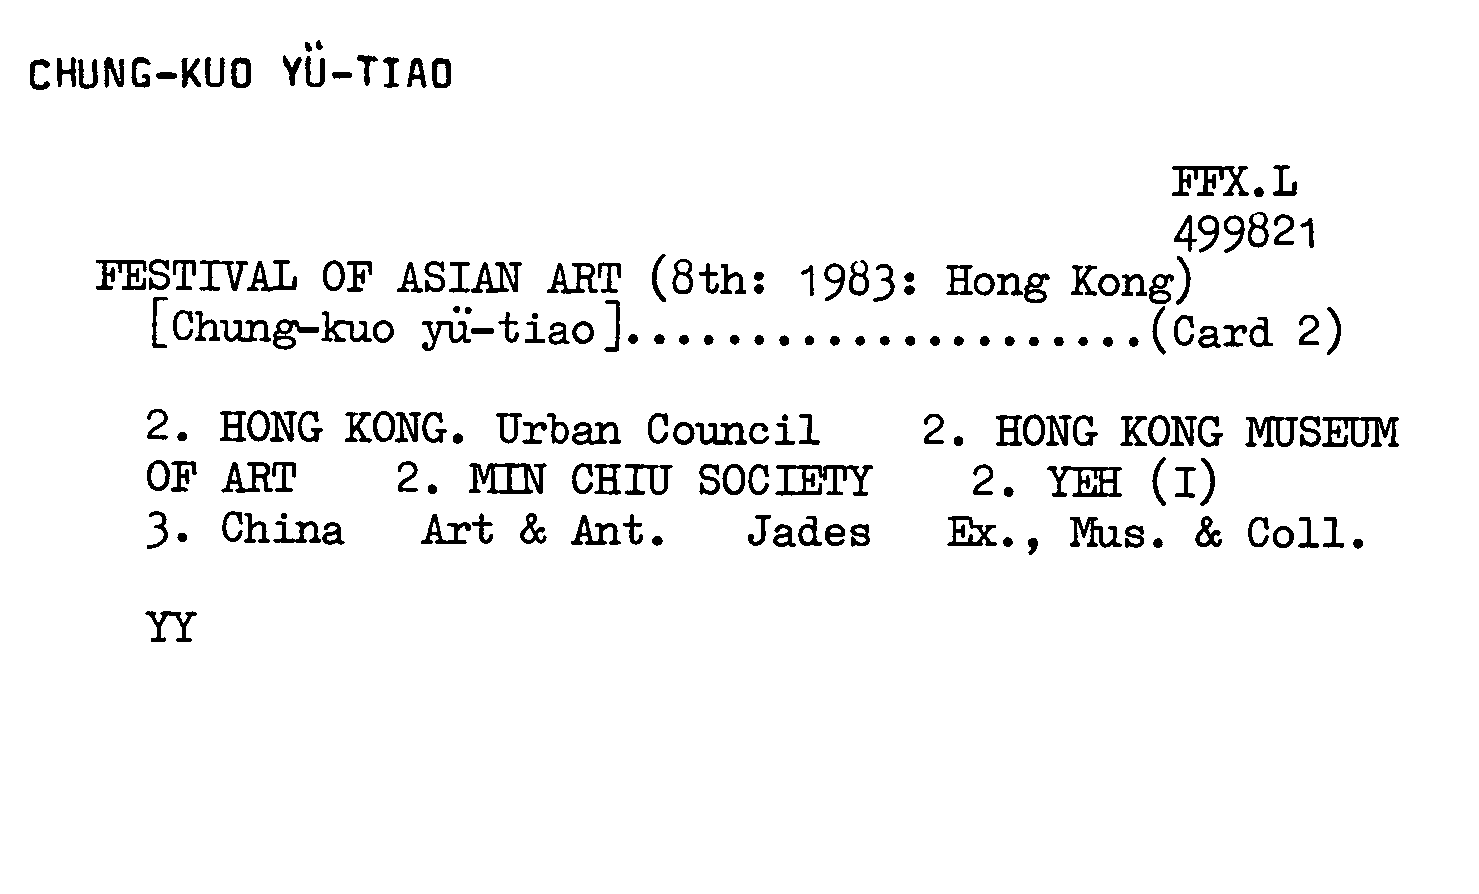 CHUNG-KUO YÜ-TIAO
FFX.L
499821
FESTIVAL OF ASIAN ART (8th: 1983: Hong Kong)
[Chung-kuo yü-tiao].....................(Card 2)
2. HONG KONG. Urban Council 2. HONG KONG MUSEUM
OF ART 2. MIN CHIU SOCIETY 2. YEH (I)
3. China Art & Ant. Jades Ex., Mus. & Coll.
YY